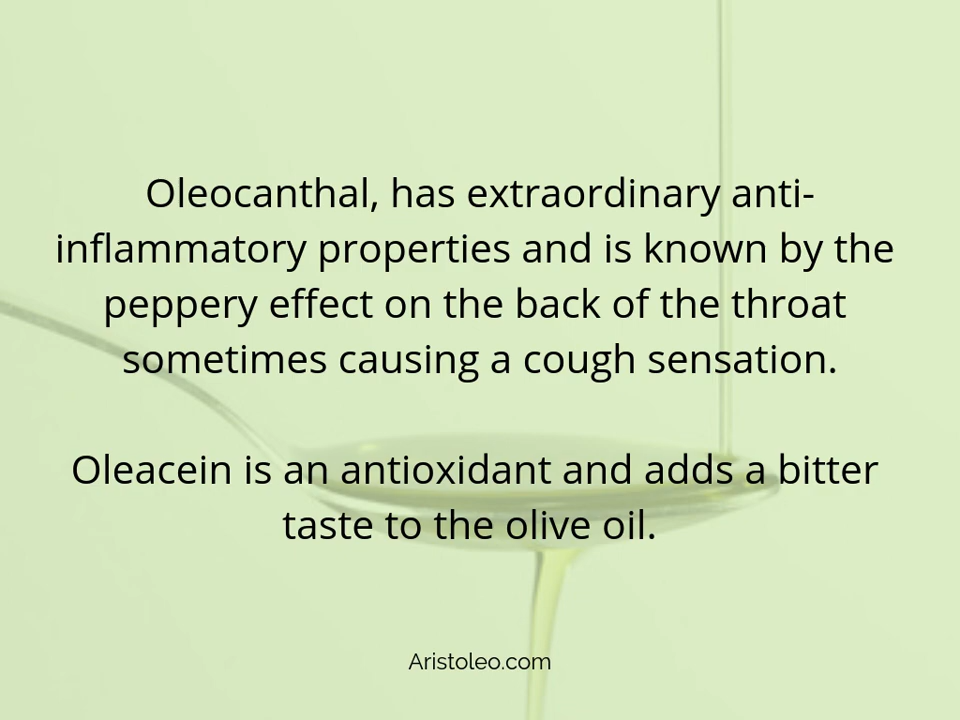 Oleocanthal, has extraordinary anti-
inflammatory properties and is known by the
peppery effect on the back of the throat
sometimes causing a cough sensation.
Oleacein is an antioxidant and adds a bitter
taste to the olive oil.
Aristoleo.com